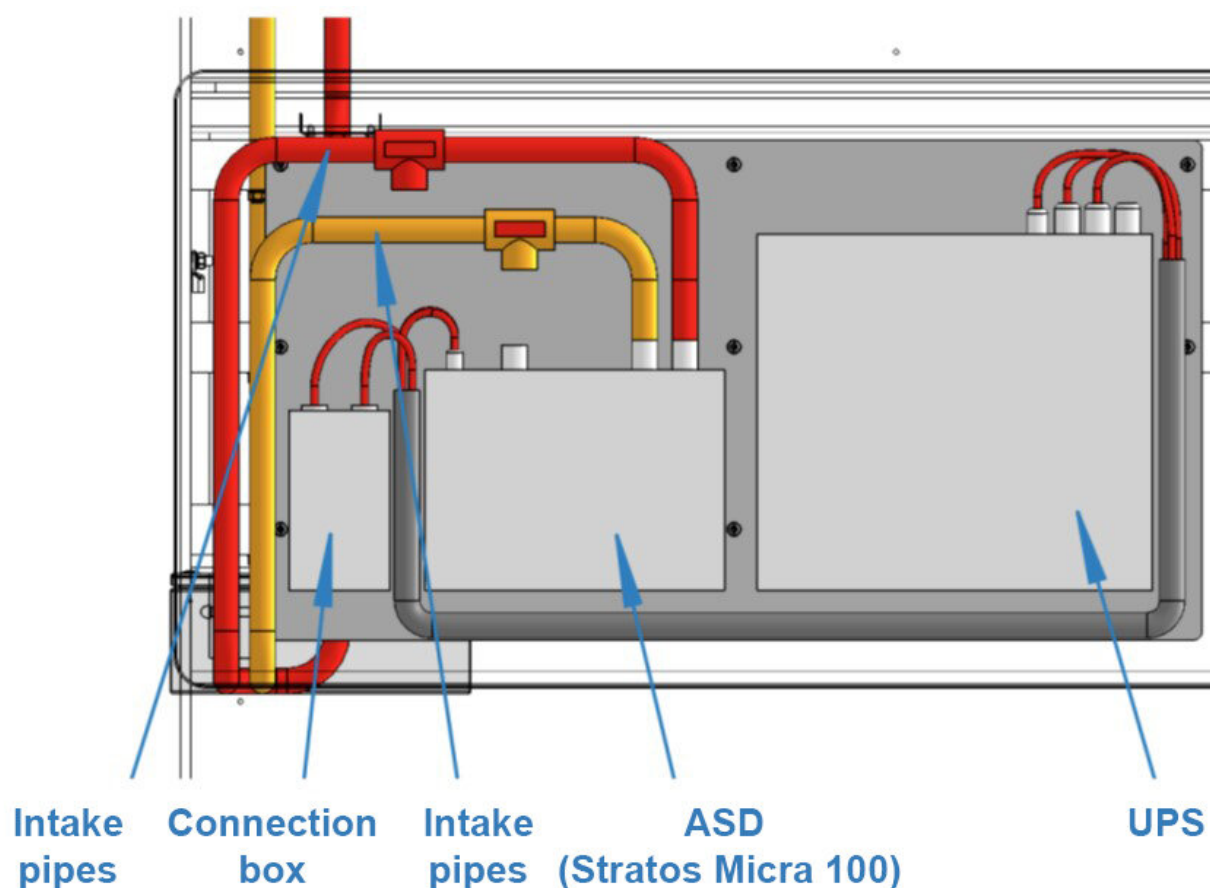 Intake pipes
Connection box
Intake pipes
ASD (Stratos Micra 100)
UPS